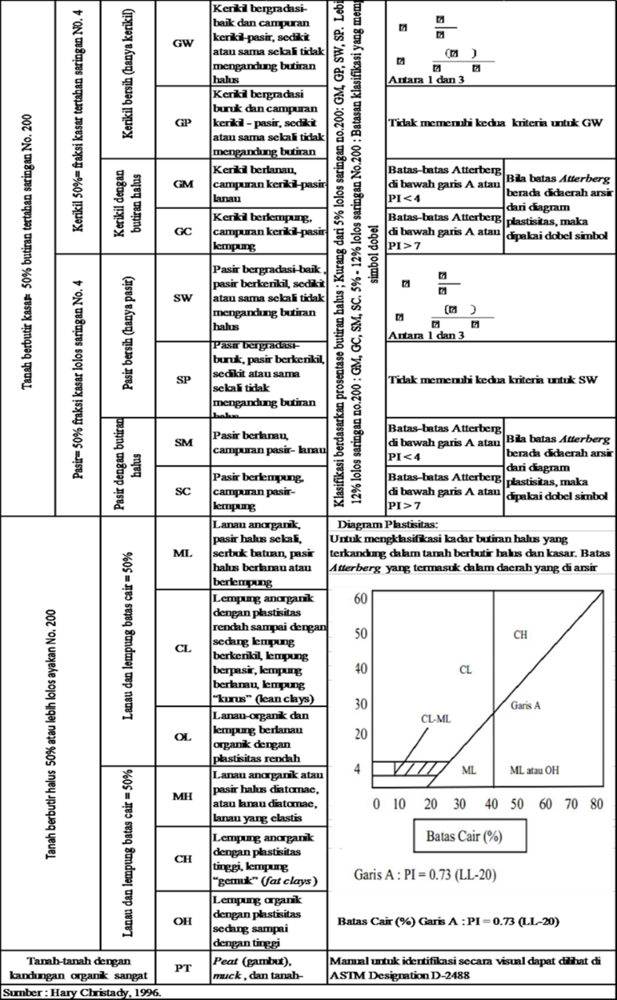 Tanah berbutir kasar= 50% butiran tertahan saringan No. 200
Kerikil 50%= fraksi kasar tertahan saringan NO. 4
Kerikil bersih (hanya kerikil)
GW
Kerikil bergradasi-
baik dan campuran
kerikil-pasir, sedikit
atau sama sekali tidak
mengandung butiran
halus
Klasifikasi berdasarkan prosentase butiran halus ; Kurang dari 5% lolos saringan no.200: GM, GP, SW, SP. Lebi
12% lolos saringan no.200 : GM, GC, SM, SC. 5% - 12% lolos saringan No.200 : Batasan klasifikasi yang memp
simbol dobel
Antara 1 dan 3
GP
Kerikil bergradasi
buruk dan campuran
kerikil - pasir, sedikit
atau sama sekali tidak
mengandung butiran
Tidak memenuhi kedua kriteria untuk GW
Kerikil dengan
butiran halus
GM
Kerikil berlanau,
campuran kerikil-pasir-
lanau
Batas-batas Atterberg
di bawah garis A atau
PI < 4
Bila batas Atterberg
berada didaerah arsir
dari diagram
plastisitas, maka
dipakai dobel simbol
GC
Kerikil berlempung,
campuran kerikil-pasir-
lempung
Batas-batas Atterberg
di bawah garis A atau
PI > 7
Pasir= 50% fraksi kasar lolos saringan No. 4
Pasir bersih (hanya pasir)
SW
Pasir bergradasi-baik ,
pasir berkerikil, sedikit
atau sama sekali tidak
mengandung butiran
halus
Antara 1 dan 3
SP
Pasir bergradasi-
buruk, pasir berkerikil,
sedikit atau sama
sekali tidak
mengandung butiran
halus
Tidak memenuhi kedua kriteria untuk SW
Pasir dengan butiran
halus
SM
Pasir berlanau,
campuran pasir- lanau
Batas-batas Atterberg
di bawah garis A atau
PI < 4
Bila batas Atterberg
berada didaerah arsir
dari diagram
plastisitas, maka
dipakai dobel simbol
SC
Pasir berlempung,
campuran pasir-
lempung
Batas-batas Atterberg
di bawah garis A atau
PI > 7
Tanah berbutir halus 50% atau lebih lolos ayakan No. 200
Lanau dan lempung batas cair = 50%
ML
Lanau anorganik,
pasir halus sekali,
serbuk batuan, pasir
halus berlanau atau
berlempung
CL
Lempung anorganik
dengan plastisitas
rendah sampai dengan
sedang lempung
berkerikil, lempung
berpasir, lempung
berlanau, lempung
“kurus” (lean clays)
OL
Lanau-organik dan
lempung berlanau
organik dengan
plastisitas rendah
Lanau dan lempung batas cair = 50%
MH
Lanau anorganik atau
pasir halus diatomae,
atau lanau diatomae,
lanau yang elastis
CH
Lempung anorganik
dengan plastisitas
tinggi, lempung
“gemuk” (fat clays )
OH
Lempung organik
dengan plastisitas
sedang sampai
dengan tinggi
Diagram Plastisitas:
Untuk mengklasifikasi kadar butiran halus yang
terkandung dalam tanah berbutir halus dan kasar. Batas
Atterberg yang termasuk dalam daerah yang di arsir
60
50
40
30
20
4
CH
CL
Garis A
CL-ML
ML
ML atau OH
0 10 20 30 40 50 60 70 80
Batas Cair (%)
Garis A : PI = 0.73 (LL-20)
Batas Cair (%) Garis A : PI = 0.73 (LL-20)
Tanah-tanah dengan
kandungan organik sangat
PT
Peat (gambut),
muck , dan tanah-
Manual untuk identifikasi secara visual dapat dilihat di
ASTM Designation D-2488
Sumber : Hary Christady, 1996.